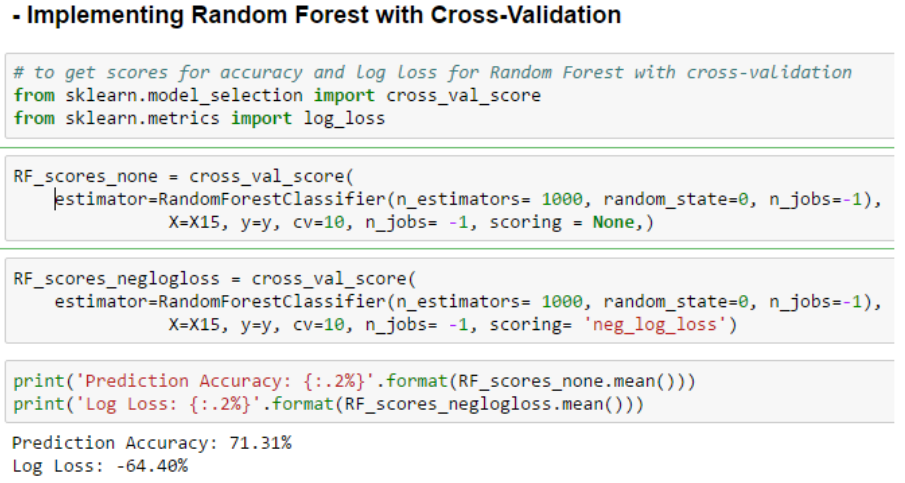 - Implementing Random Forest with Cross-Validation
# to get scores for accuracy and log loss for Random Forest with cross-validation
from sklearn.model_selection import cross_val_score
from sklearn.metrics import log_loss
RF_scores_none = cross_val_score(
    estimator=RandomForestClassifier(n_estimators= 1000, random_state=0, n_jobs=-1),
               X=X15, y=y, cv=10, n_jobs= -1, scoring = None,)
RF_scores_neglogloss = cross_val_score(
    estimator=RandomForestClassifier(n_estimators= 1000, random_state=0, n_jobs=-1),
               X=X15, y=y, cv=10, n_jobs= -1, scoring= 'neg_log_loss')
print('Prediction Accuracy: {:.2%}'.format(RF_scores_none.mean()))
print('Log Loss: {:.2%}'.format(RF_scores_neglogloss.mean()))
Prediction Accuracy: 71.31%
Log Loss: -64.40%